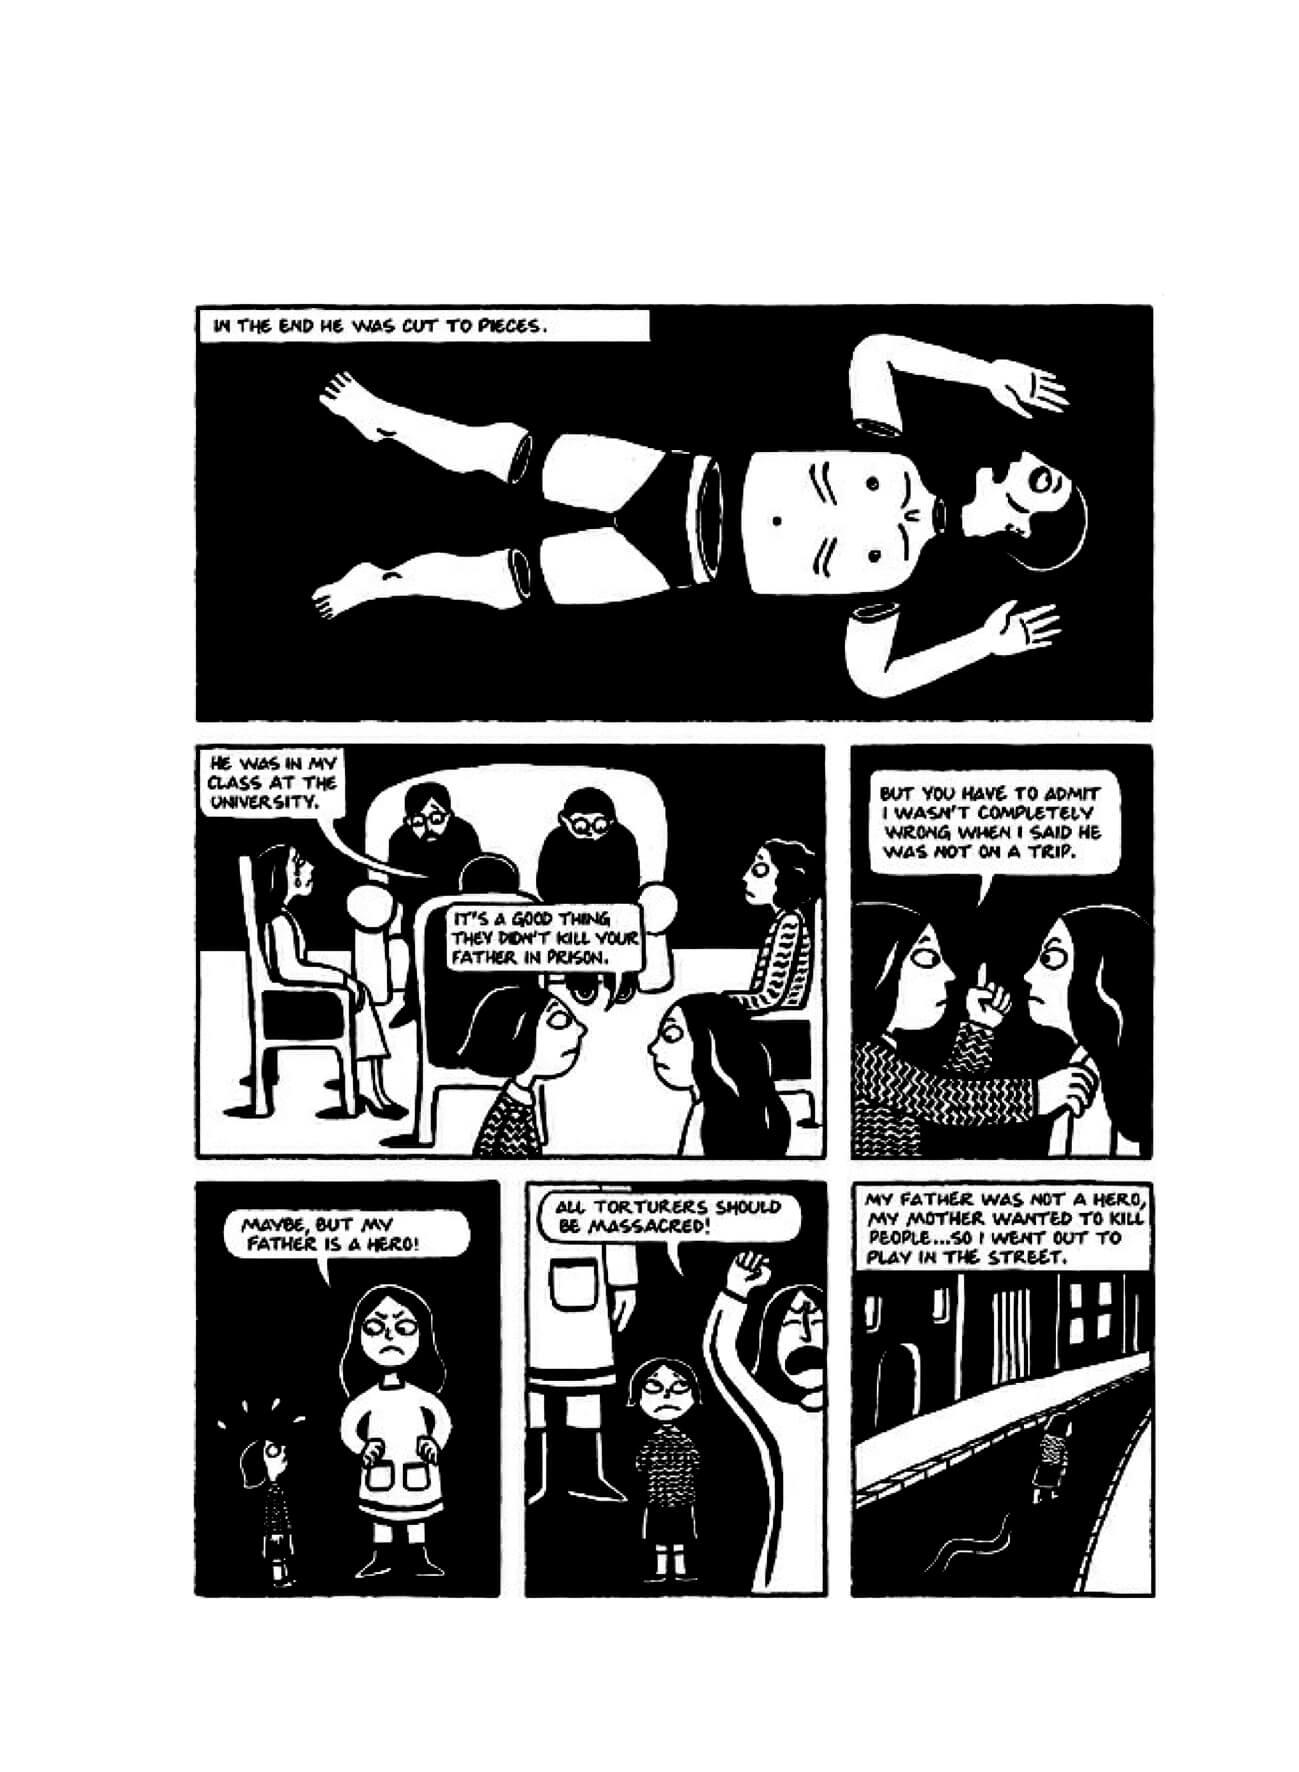 IN THE END HE WAS CUT TO PIECES.
HE WAS IN MY
CLASS AT THE
UNIVERSITY.
IT'S A GOOD THING
THEY DIDN'T KILL YOUR
FATHER IN PRISON.
BUT YOU HAVE TO ADMIT
I WASN'T COMPLETELY
WRONG WHEN I SAID HE
WAS NOT ON A TRIP.
MAYBE, BUT MY
FATHER IS A HERO!
ALL TORTURERS SHOULD
BE MASSACRED!
MY FATHER WAS NOT A HERO,
MY MOTHER WANTED TO KILL
PEOPLE...SO I WENT OUT TO
PLAY IN THE STREET.